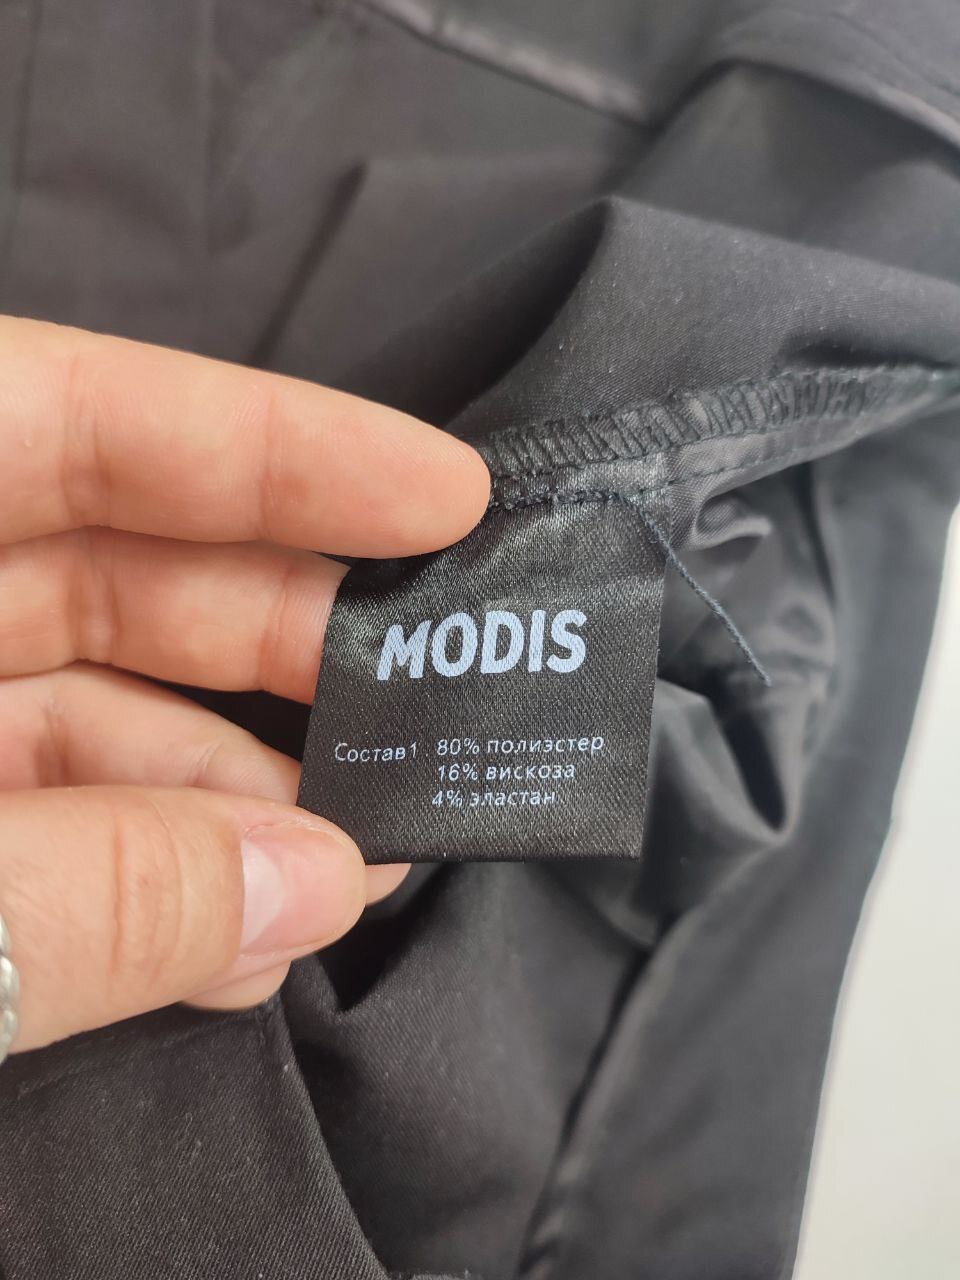 MODIS
Состав1 80% полиэстер
16% вискоза
4% эластан